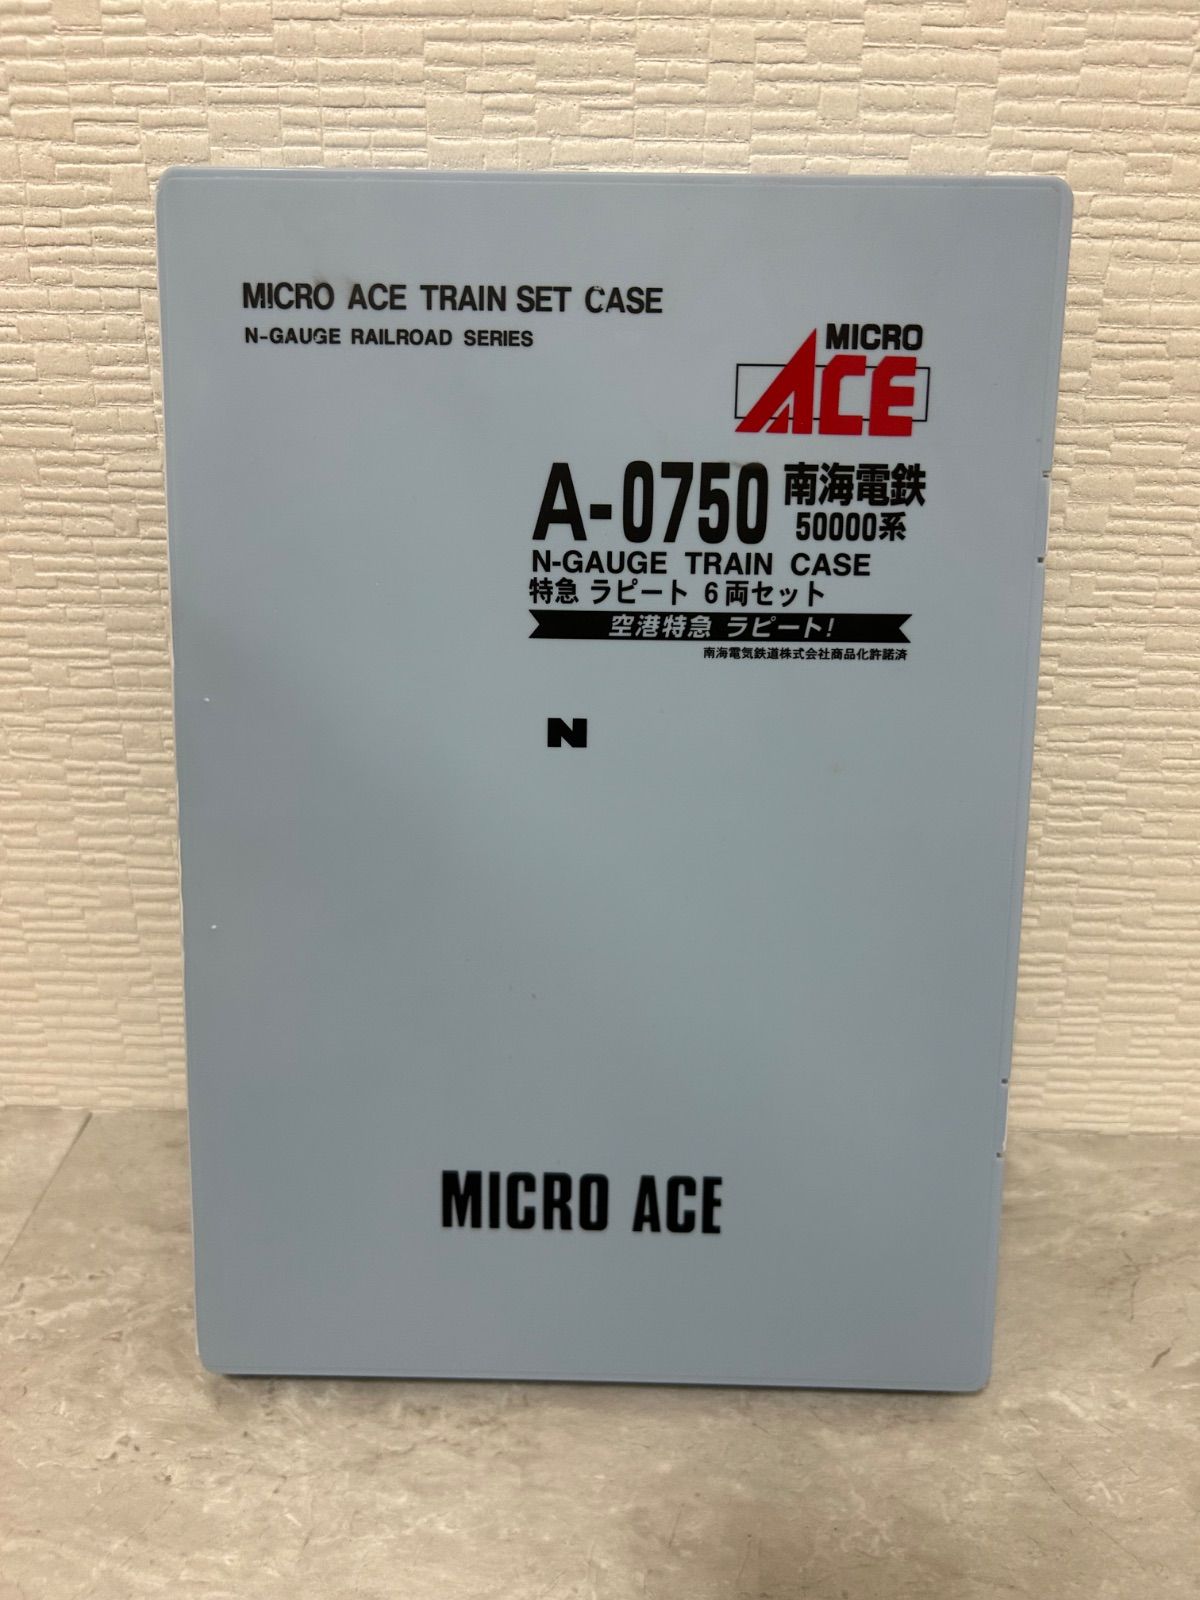 MICRO ACE TRAIN SET CASE
N-GAUGE RAILROAD SERIES
MICRO
ACE
A-0750 南海電鉄
50000系
N-GAUGE TRAIN CASE
特急 ラピート 6両セット
空港特急 ラピート!
南海電気鉄道株式会社商品化許諾済
N
MICRO ACE